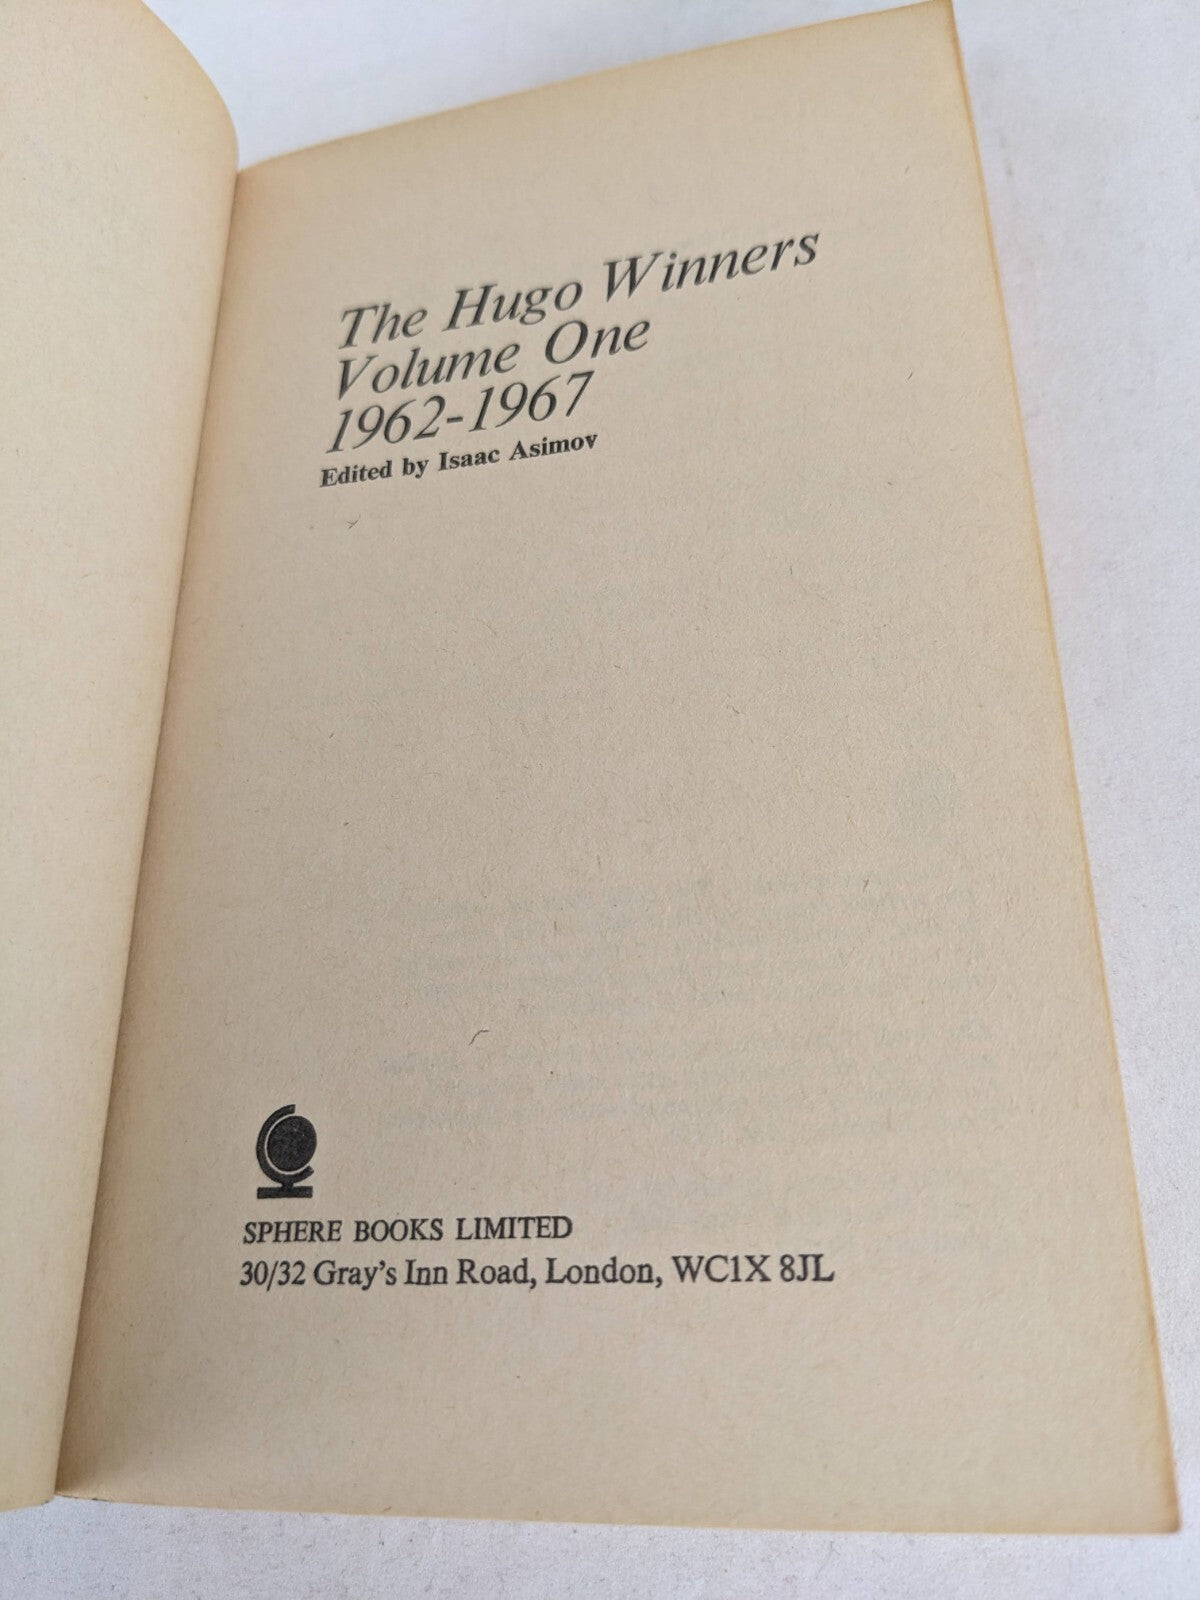 The Hugo Winners
Volume One
1962-1967
Edited by Isaac Asimov
SPHERE BOOKS LIMITED
30/32 Gray's Inn Road, London, WC1X 8JL